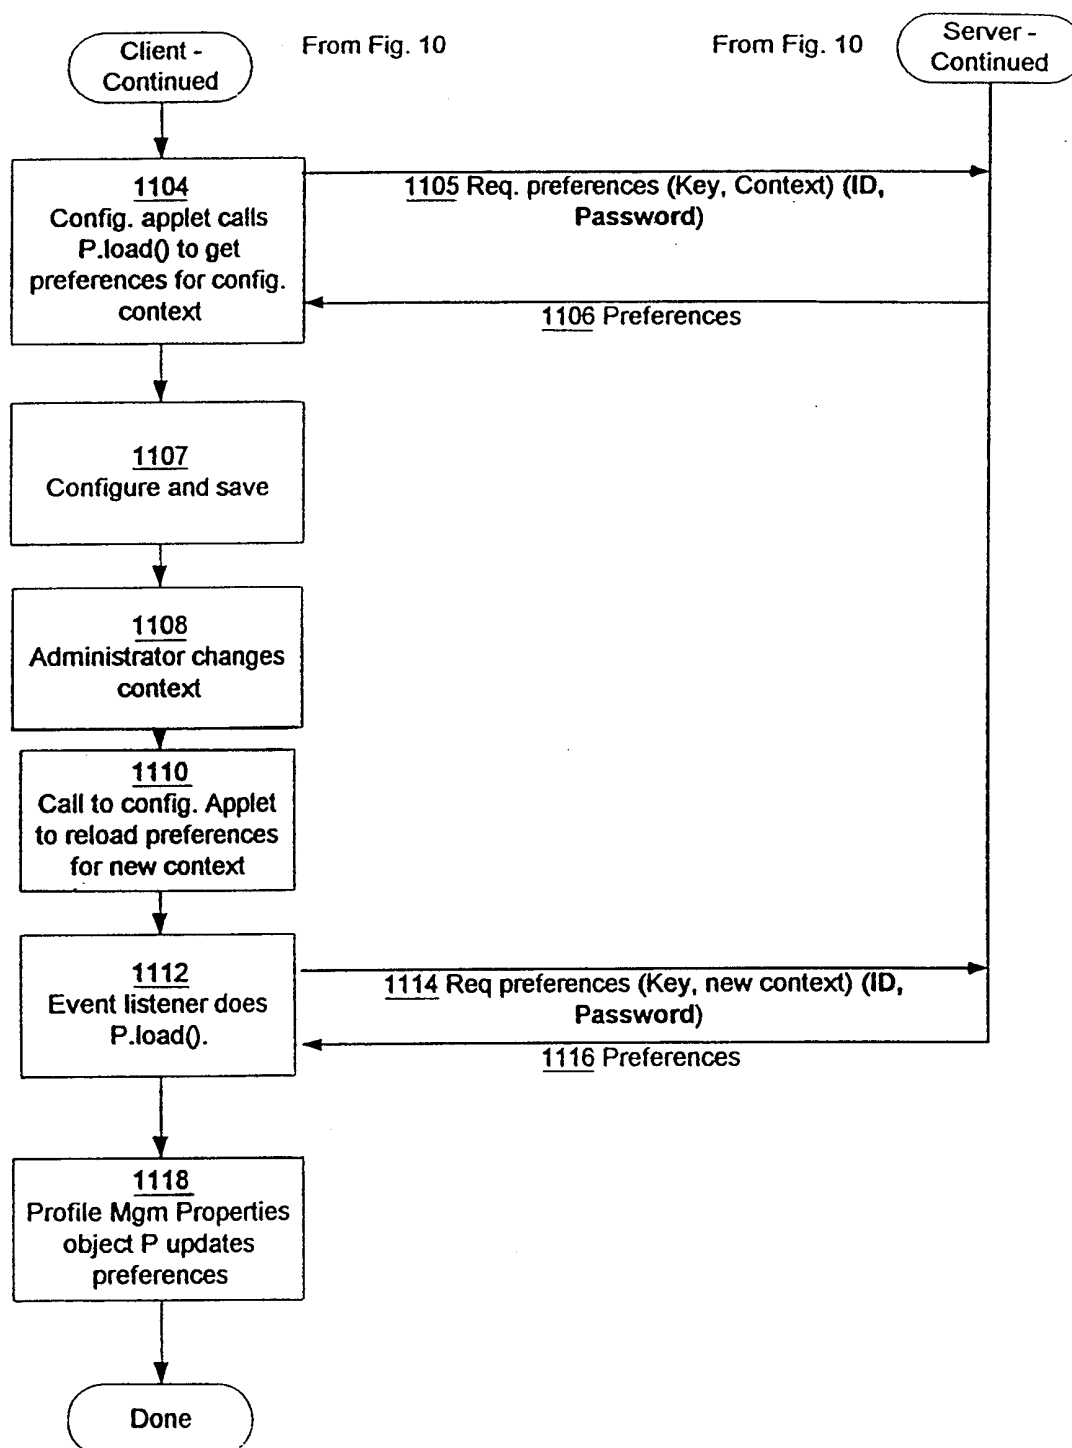 Client -
Continued
From Fig. 10
From Fig. 10
Server -
Continued
1104
Config. applet calls
P.load() to get
preferences for config.
context
1105 Req. preferences (Key, Context) (ID,
Password)
1106 Preferences
1107
Configure and save
1108
Administrator changes
context
1110
Call to config. Applet
to reload preferences
for new context
1112
Event listener does
P.load().
1114 Req preferences (Key, new context) (ID,
Password)
1116 Preferences
1118
Profile Mgm Properties
object P updates
preferences
Done